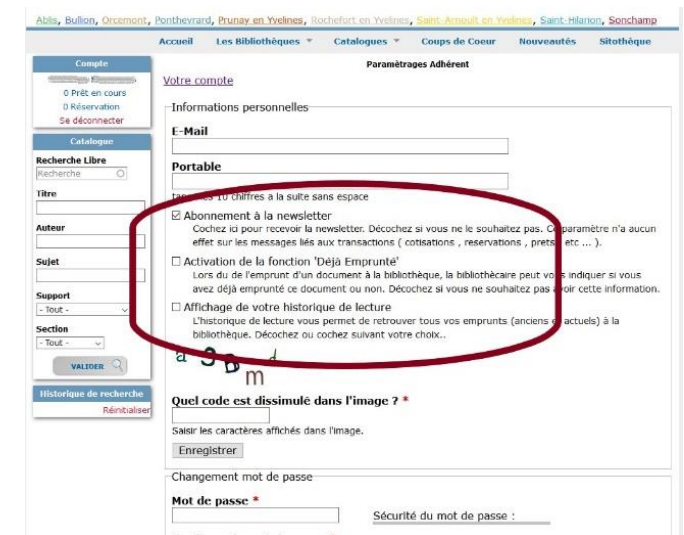 Ablis, Bullion, Orcemont, Ponthevrard, Prunay en Yvelines, Rochefort en Yvelines, Saint-Arnoult en Yvelines, Saint-Hilarion, Sonchamp
Accueil Les Bibliothèques Catalogues Coups de Coeur Nouveautés Sitothèque
Compte
0 Prêt en cours
0 Réservation
Se déconnecter
Catalogue
Recherche Libre
Recherche
Titre
Auteur
Sujet
Support
- Tout -
Section
- Tout -
VALIDER
Historique de recherche
Réinitialiser
Paramètrages Adhérent
Votre compte
Informations personnelles
E-Mail
Portable
10 chiffres a la suite sans espace
Abonnement à la newsletter
Cochez ici pour recevoir la newsletter. Décochez si vous ne le souhaitez pas. Ce paramètre n'a aucun
effet sur les messages liés aux transactions ( cotisations , reservations , prets , etc ... ).
Activation de la fonction 'Déjà Emprunté'
Lors du de l'emprunt d'un document à la bibliothèque, la bibliothécaire peut vous indiquer si vous
avez déjà emprunté ce document ou non. Décochez si vous ne souhaitez pas avoir cette information.
Affichage de votre historique de lecture
L'historique de lecture vous permet de retrouver tous vos emprunts (anciens et actuels) à la
bibliothèque. Décochez ou cochez suivant votre choix..
Quel code est dissimulé dans l'image ? *
Saisir les caractères affichés dans l'image.
Enregistrer
Changement mot de passe
Mot de passe *
Sécurité du mot de passe :